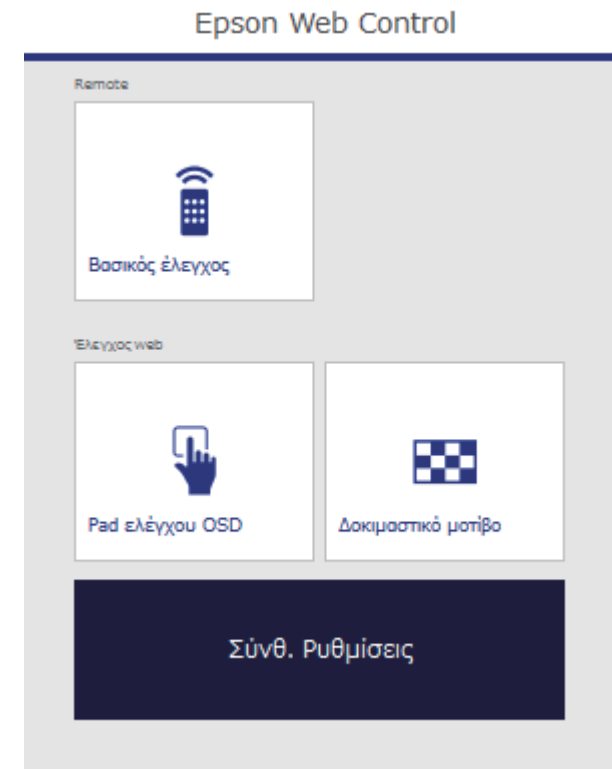 Epson Web Control
Remote
Βασικός έλεγχος
Έλεγχος web
Pad ελέγχου OSD
Δοκιμαστικό μοτίβο
Σύνθ. Ρυθμίσεις